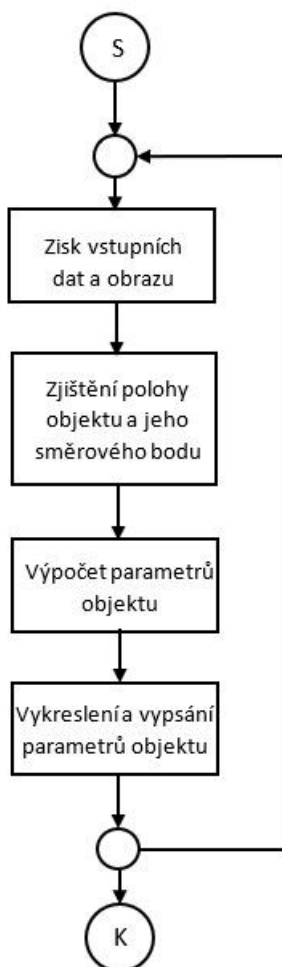 S
Zisk vstupních
dat a obrazu
Zjištění polohy
objektu a jeho
směrového bodu
Výpočet parametrů
objektu
Vykreslení a vypsání
parametrů objektu
K